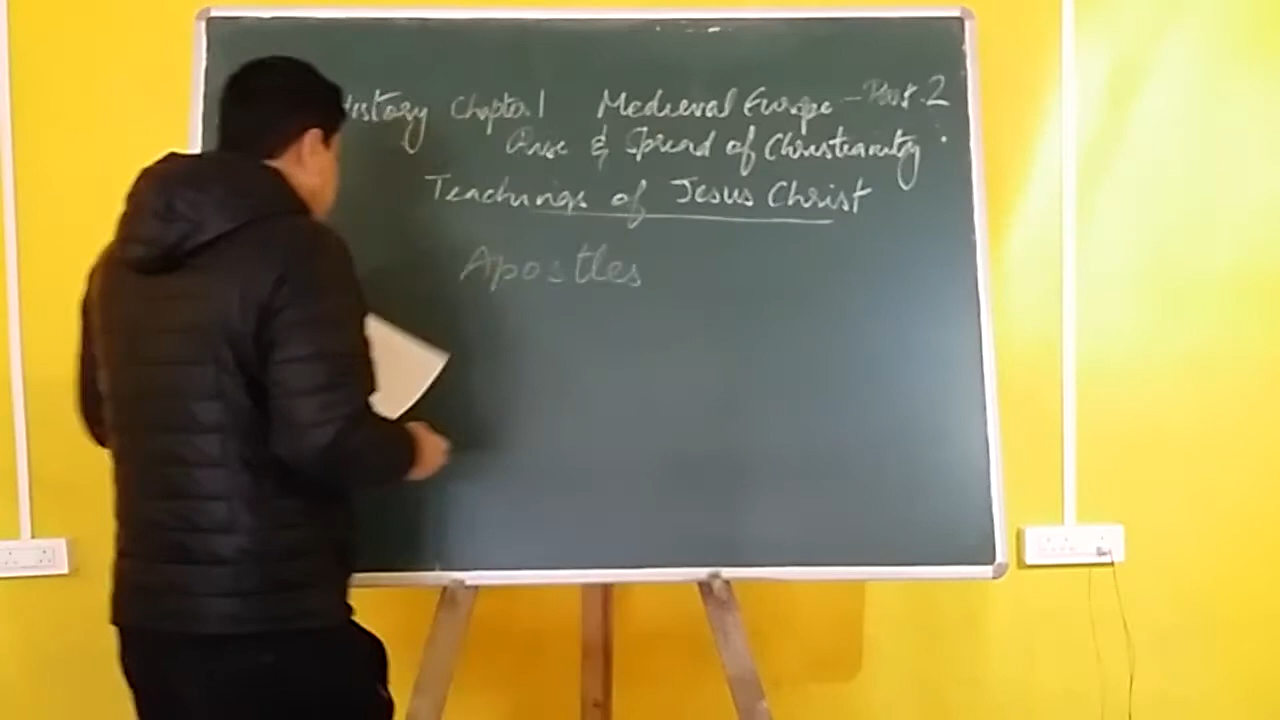 istory Chapter.1 Medieval Europe - Part.2
Rise & Spread of Christianity.
Teachings of Jesus Christ
Apostles